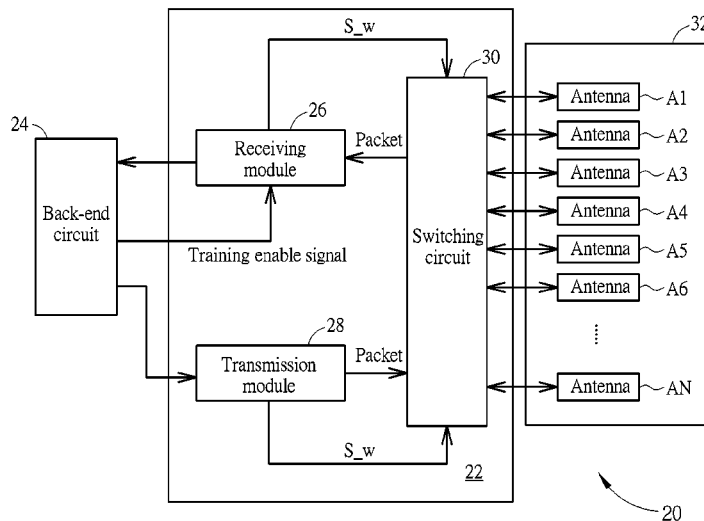 S_w
30
32
24
26
Packet
Receiving
module
Back-end
circuit
Training enable signal
Switching
circuit
Antenna
A1
Antenna
A2
Antenna
A3
Antenna
A4
Antenna
A5
Antenna
A6
28
Packet
Transmission
module
Antenna
AN
S_w
22
20